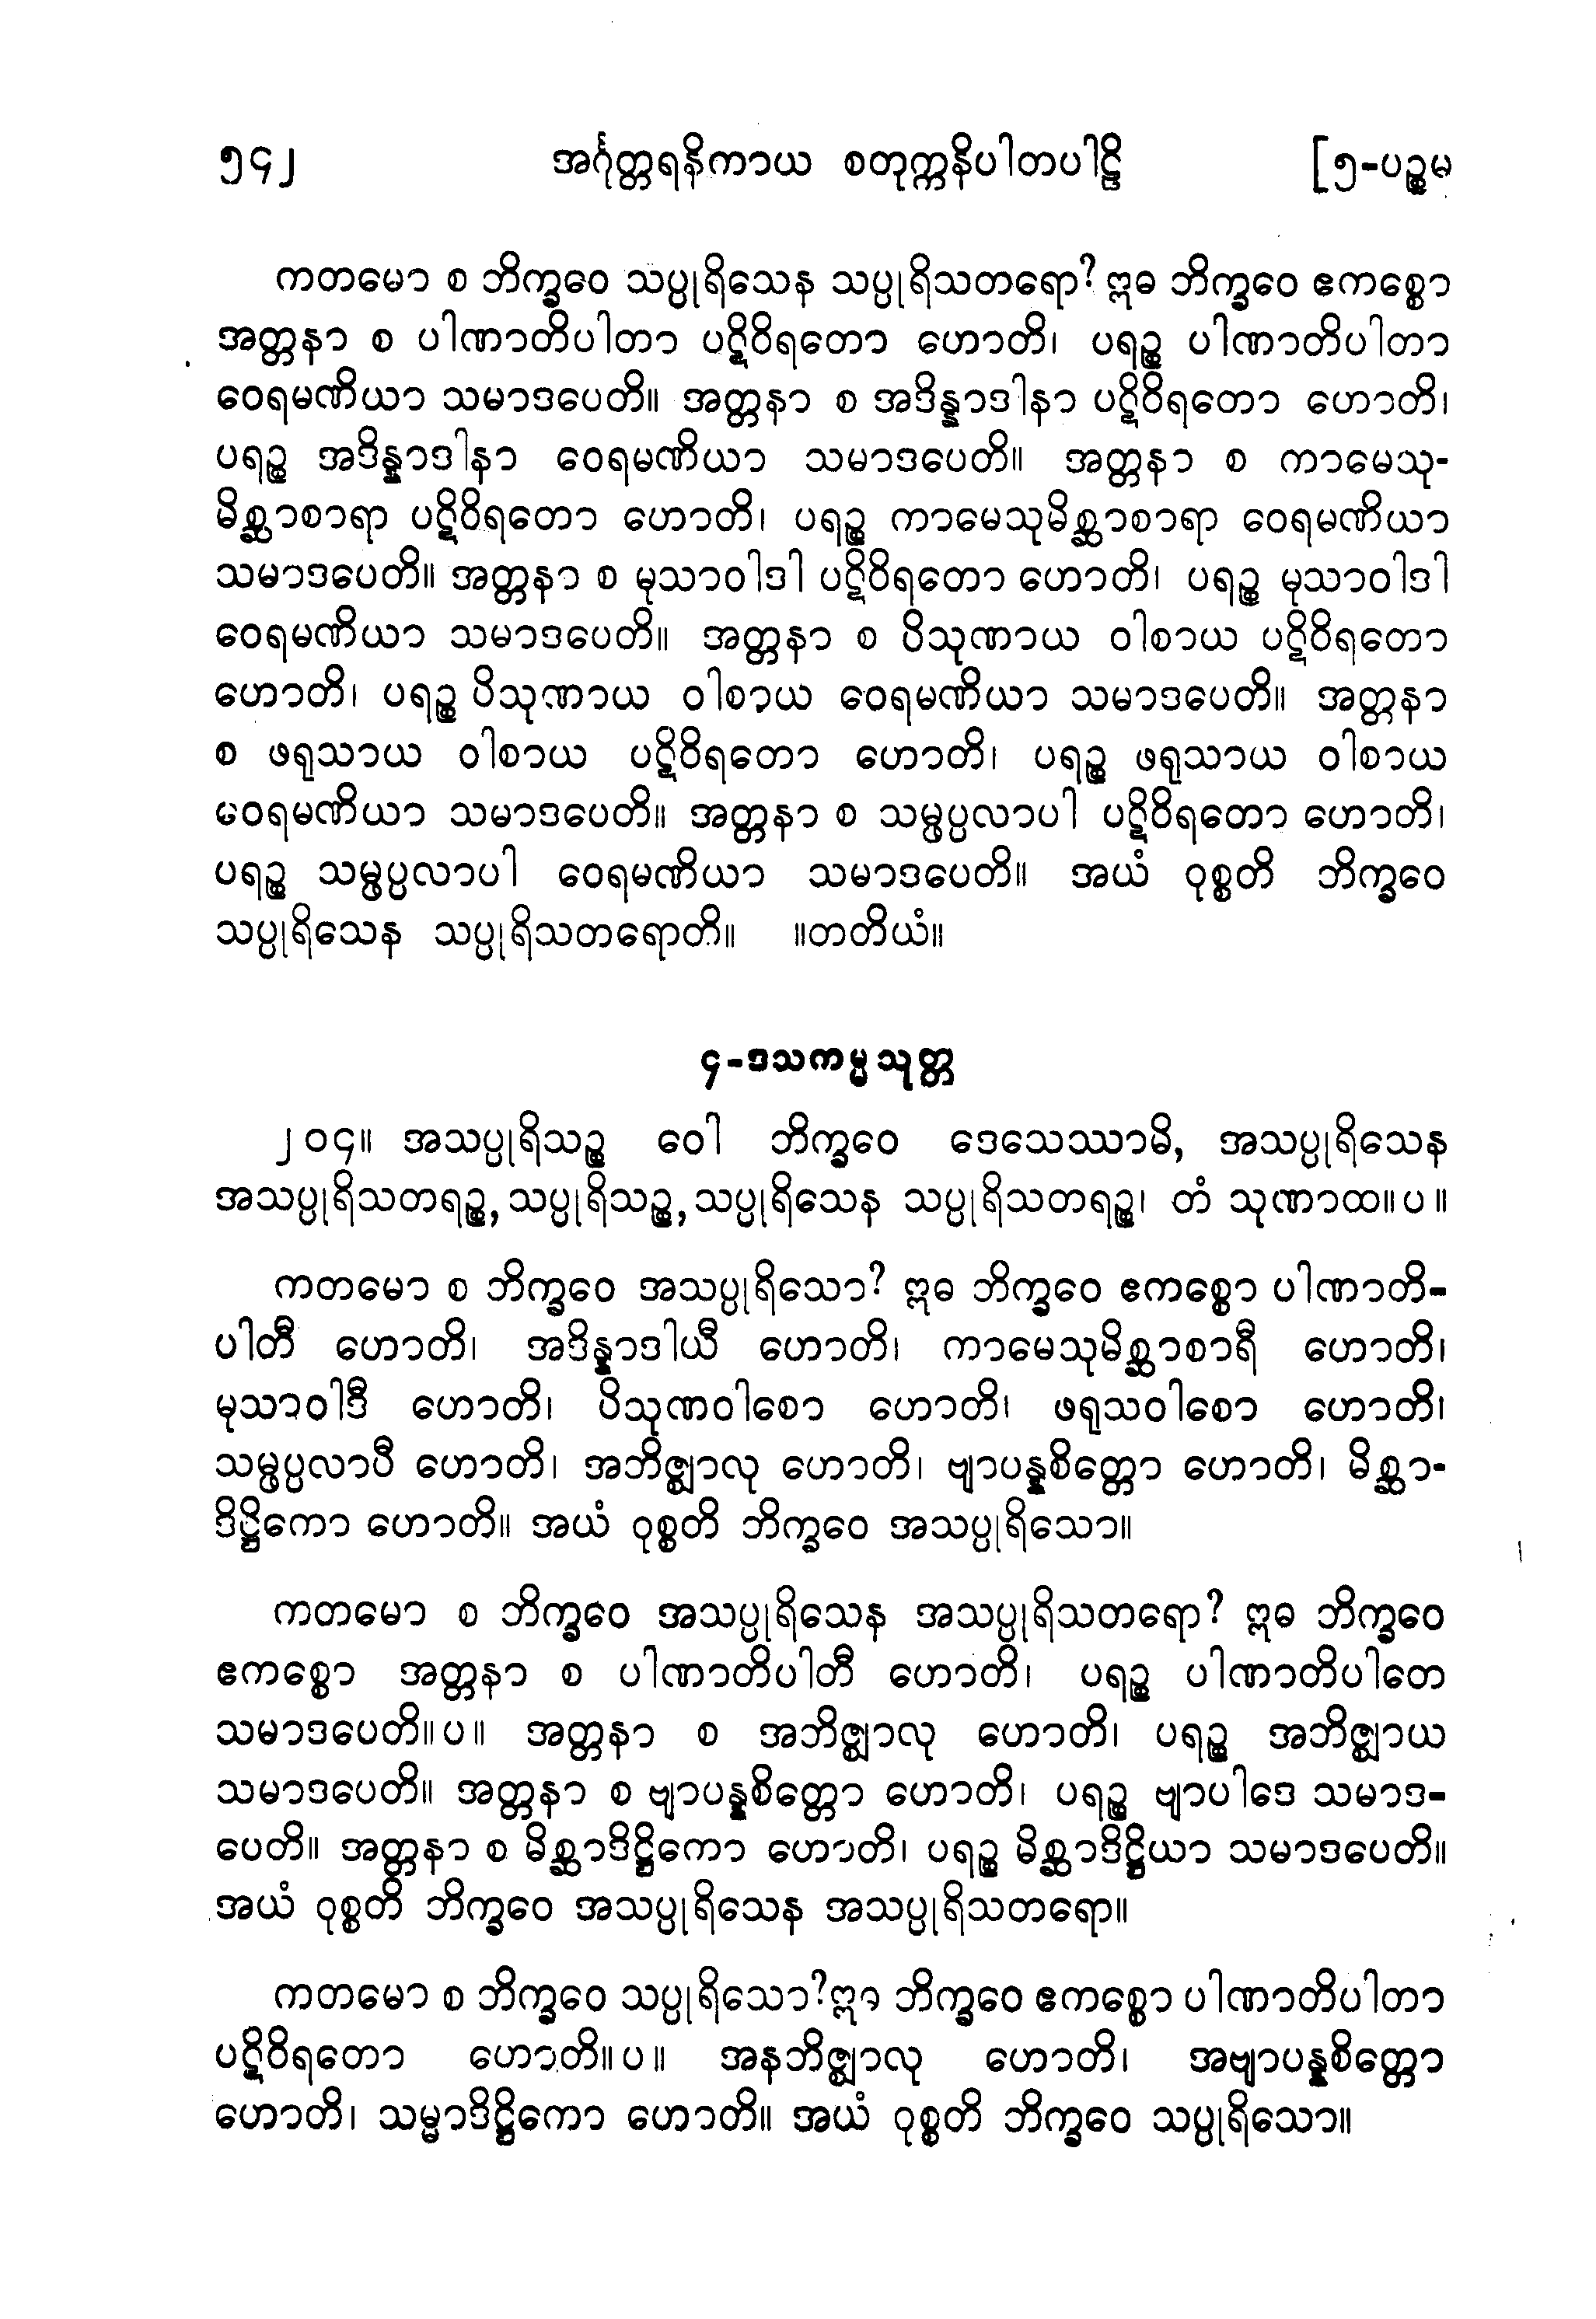 ၅၄၂ အင်္ဂုတ္တရနိကာယ စတုက္ကနိပါတပါဠိ [၅-ပဉ္စမ
ကတမော စ ဘိက္ခဝေ သပ္ပုရိသေန သပ္ပုရိသတရော? ဣဓ ဘိက္ခဝေ ဧကစ္စော
အတ္တနာ စ ပါဏာတိပါတာ ပဋိဝိရတော ဟောတိ၊ ပရဉ္စ ပါဏာတိပါတာ
ဝေရမဏိယာ သမာဒပေတိ။ အတ္တနာ စ အဒိန္နာဒါနာ ပဋိဝိရတော ဟောတိ၊
ပရဉ္စ အဒိန္နာဒါနာ ဝေရမဏိယာ သမာဒပေတိ။ အတ္တနာ စ ကာမေသု-
မိစ္ဆာစာရာ ပဋိဝိရတော ဟောတိ၊ ပရဉ္စ ကာမေသုမိစ္ဆာစာရာ ဝေရမဏိယာ
သမာဒပေတိ။ အတ္တနာ စ မုသာဝါဒါ ပဋိဝိရတော ဟောတိ၊ ပရဉ္စ မုသာဝါဒါ
ဝေရမဏိယာ သမာဒပေတိ။ အတ္တနာ စ ပိသုဏာယ ဝါစာယ ပဋိဝိရတော
ဟောတိ၊ ပရဉ္စ ပိသုဏာယ ဝါစာယ ဝေရမဏိယာ သမာဒပေတိ။ အတ္တနာ
စ ဖရုသာယ ဝါစာယ ပဋိဝိရတော ဟောတိ၊ ပရဉ္စ ဖရုသာယ ဝါစာယ
ဝေရမဏိယာ သမာဒပေတိ။ အတ္တနာ စ သမ္ဖပ္ပလာပါ ပဋိဝိရတော ဟောတိ၊
ပရဉ္စ သမ္ဖပ္ပလာပါ ဝေရမဏိယာ သမာဒပေတိ။ အယံ ဝုစ္စတိ ဘိက္ခဝေ
သပ္ပုရိသေန သပ္ပုရိသတရောတိ။ ။တတိယံ။
၄-ဒသကမ္မသုတ္တ
၂၀၄။ အသပ္ပုရိသဉ္စ ဝေါ ဘိက္ခဝေ ဒေသေဿာမိ, အသပ္ပုရိသေန
အသပ္ပုရိသတရဉ္စ, သပ္ပုရိသဉ္စ, သပ္ပုရိသေန သပ္ပုရိသတရဉ္စ၊ တံ သုဏာထ။ပ။
ကတမော စ ဘိက္ခဝေ အသပ္ပုရိသော? ဣဓ ဘိက္ခဝေ ဧကစ္စော ပါဏာတိ-
ပါတီ ဟောတိ၊ အဒိန္နာဒါယီ ဟောတိ၊ ကာမေသုမိစ္ဆာစာရီ ဟောတိ၊
မုသာဝါဒီ ဟောတိ၊ ပိသုဏဝါစော ဟောတိ၊ ဖရုသဝါစော ဟောတိ၊
သမ္ဖပ္ပလာပီ ဟောတိ၊ အဘိဇ္ဈာလု ဟောတိ၊ ဗျာပန္နစိတ္တော ဟောတိ၊ မိစ္ဆာ-
ဒိဋ္ဌိကော ဟောတိ။ အယံ ဝုစ္စတိ ဘိက္ခဝေ အသပ္ပုရိသော။
ကတမော စ ဘိက္ခဝေ အသပ္ပုရိသေန အသပ္ပုရိသတရော? ဣဓ ဘိက္ခဝေ
ဧကစ္စော အတ္တနာ စ ပါဏာတိပါတီ ဟောတိ၊ ပရဉ္စ ပါဏာတိပါတေ
သမာဒပေတိ။ပ။ အတ္တနာ စ အဘိဇ္ဈာလု ဟောတိ၊ ပရဉ္စ အဘိဇ္ဈာယ
သမာဒပေတိ။ အတ္တနာ စ ဗျာပန္နစိတ္တော ဟောတိ၊ ပရဉ္စ ဗျာပါဒေ သမာဒ-
ပေတိ။ အတ္တနာ စ မိစ္ဆာဒိဋ္ဌိကော ဟောတိ၊ ပရဉ္စ မိစ္ဆာဒိဋ္ဌိယာ သမာဒပေတိ။
အယံ ဝုစ္စတိ ဘိက္ခဝေ အသပ္ပုရိသေန အသပ္ပုရိသတရော။
ကတမော စ ဘိက္ခဝေ သပ္ပုရိသော? ဣဓ ဘိက္ခဝေ ဧကစ္စော ပါဏာတိပါတာ
ပဋိဝိရတော ဟောတိ။ပ။ အနဘိဇ္ဈာလု ဟောတိ၊ အဗျာပန္နစိတ္တော
ဟောတိ၊ သမ္မာဒိဋ္ဌိကော ဟောတိ။ အယံ ဝုစ္စတိ ဘိက္ခဝေ သပ္ပုရိသော။